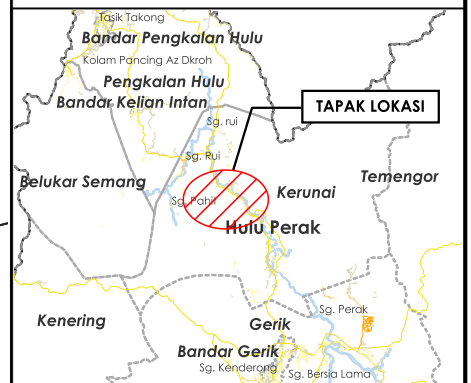 Tasik Takong
Bandar Pengkalan Hulu
Kolam Pancing Az Dkroh
Pengkalan Hulu
Bandar Kelian Intan
TAPAK LOKASI
Sg. rui
Sg. Rui
Belukar Semang
Temengor
Kerunai
Sg. Pahit
Hulu Perak
Sg. Perak
Kenering
Gerik
Bandar Gerik
Sg. Kenderong
Sg. Bersia Lama